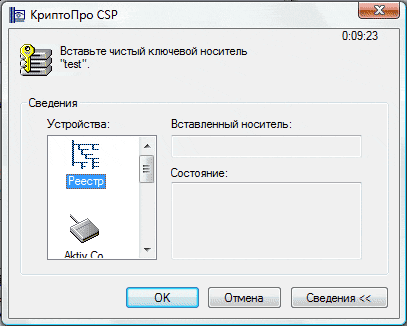 КриптоПро CSP
0:09:23
Вставьте чистый ключевой носитель
"test".
Сведения
Устройства:
Вставленный носитель:
Реестр
Состояние:
Aktiv Co
OK
Отмена
Сведения <<